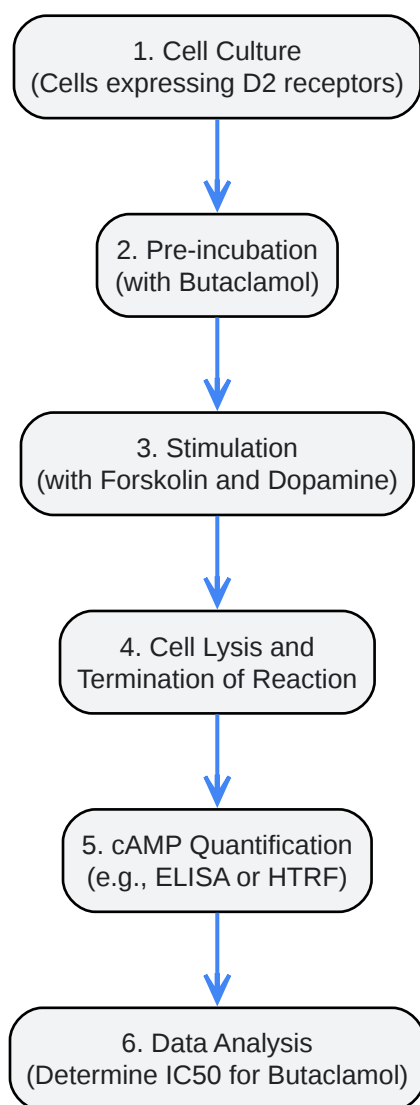 1. Cell Culture
(Cells expressing D2 receptors)
2. Pre-incubation
(with Butaclamol)
3. Stimulation
(with Forskolin and Dopamine)
4. Cell Lysis and
Termination of Reaction
5. cAMP Quantification
(e.g., ELISA or HTRF)
6. Data Analysis
(Determine IC50 for Butaclamol)